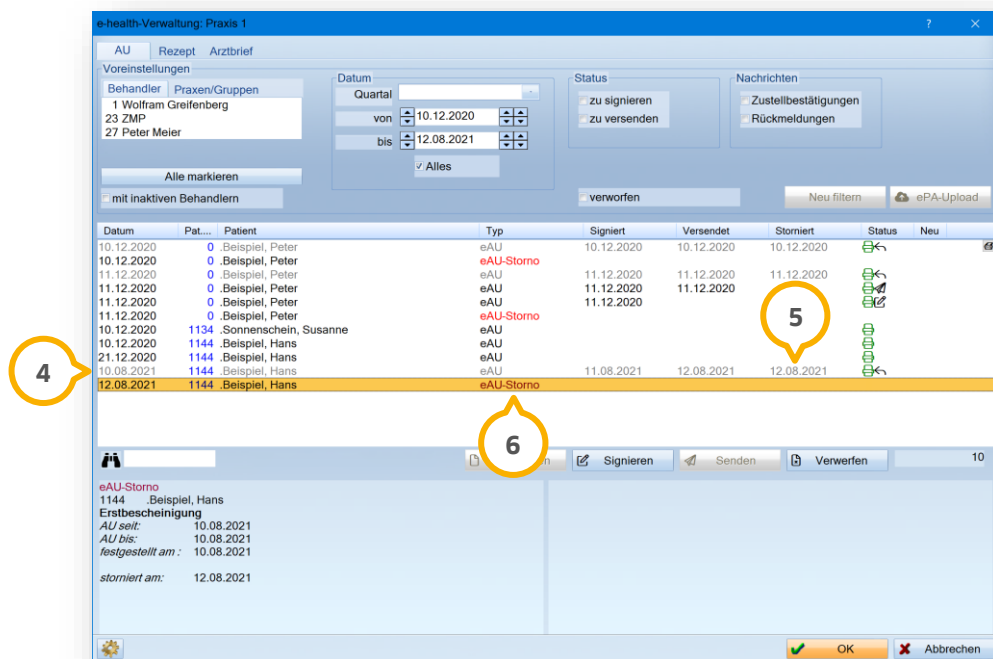 e-health-Verwaltung: Praxis 1 ?
AU Rezept Arztbrief
Voreinstellungen
Behandler Praxen/Gruppen
1 Wolfram Greifenberg
23 ZMP
27 Peter Meier
Alle markieren
mit inaktiven Behandlern
Datum
Quartal
von 10.12.2020
bis 12.08.2021
Alles
Status
zu signieren
zu versenden
Nachrichten
Zustellbestätigungen
Rückmeldungen
verworfen
Neu filtern ePA-Upload
Datum Pat.... Patient Typ Signiert Versendet Storniert Status Neu
10.12.2020 0 .Beispiel, Peter eAU 10.12.2020 10.12.2020 10.12.2020
10.12.2020 0 .Beispiel, Peter eAU-Storno
11.12.2020 0 .Beispiel, Peter eAU 11.12.2020 11.12.2020 11.12.2020
11.12.2020 0 .Beispiel, Peter eAU 11.12.2020 11.12.2020
11.12.2020 0 .Beispiel, Peter eAU 11.12.2020
11.12.2020 0 .Beispiel, Peter eAU-Storno
10.12.2020 1134 .Sonnenschein, Susanne eAU
10.12.2020 1144 .Beispiel, Hans eAU
21.12.2020 1144 .Beispiel, Hans eAU
10.08.2021 1144 .Beispiel, Hans eAU 11.08.2021 12.08.2021 12.08.2021
12.08.2021 1144 .Beispiel, Hans eAU-Storno
4
5
6
Signieren Senden Verwerfen 10
eAU-Storno
1144 .Beispiel, Hans
Erstbescheinigung
AU seit: 10.08.2021
AU bis: 10.08.2021
festgestellt am : 10.08.2021
storniert am: 12.08.2021
OK Abbrechen